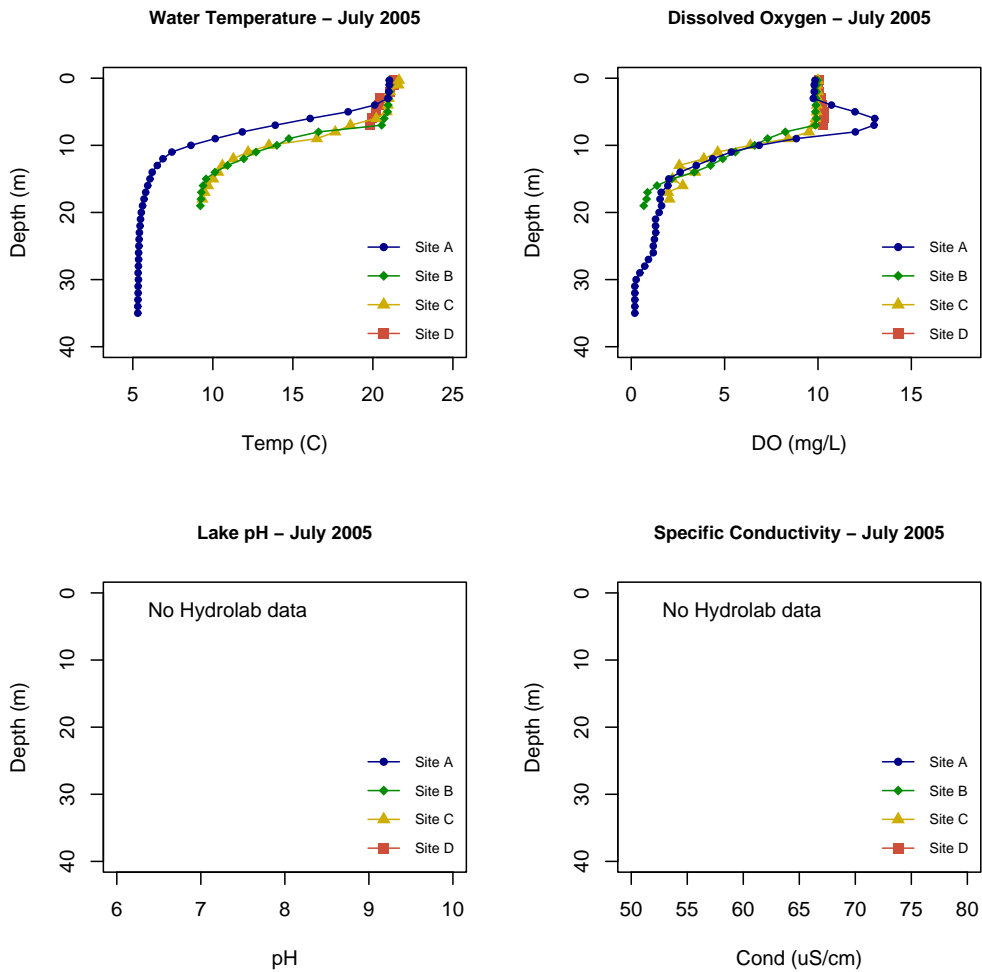 Water Temperature – July 2005
0
10
20
30
40
Depth (m)
Site A
Site B
Site C
Site D
5 10 15 20 25
Temp (C)
Dissolved Oxygen – July 2005
0
10
20
30
40
Depth (m)
Site A
Site B
Site C
Site D
0 5 10 15
DO (mg/L)
Lake pH – July 2005
0
10
20
30
40
Depth (m)
No Hydrolab data
Site A
Site B
Site C
Site D
6 7 8 9 10
pH
Specific Conductivity – July 2005
0
10
20
30
40
Depth (m)
No Hydrolab data
Site A
Site B
Site C
Site D
50 55 60 65 70 75 80
Cond (uS/cm)